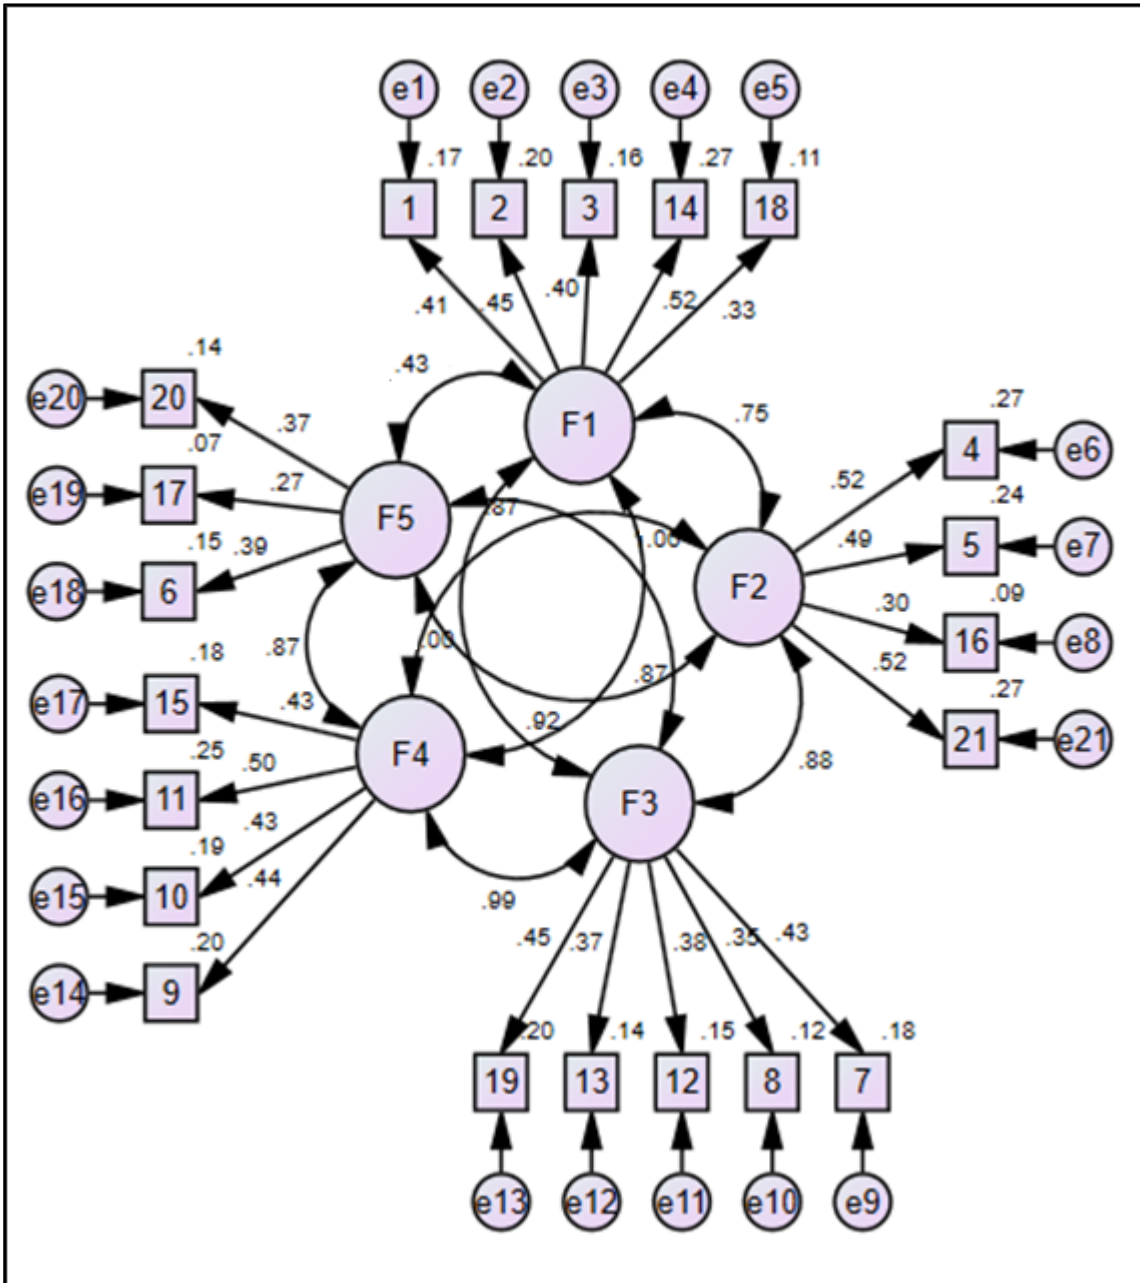 e1 e2 e3 e4 e5
.17 .20 .16 .27 .11
1 2 3 14 18
.41 .45 .40 .52 .33
.14
.43
e20 20
F1
.75
.27
.37
.07
4 e6
.52
.24
e19 17
.27
F5
.87
1.00
.49
5 e7
.15 .39
F2
e18 6
.30
.09
.00
16 e8
.87
.87
.52
.18
.27
e17 15
.43
.92
21 e21
.25 .50
F4
.88
e16 11
F3
.19
.43
.44
e15 10
.99
.20
.45 .37 .38 .35 .43
e14 9
.20 .14 .15 .12 .18
19 13 12 8 7
e13 e12 e11 e10 e9